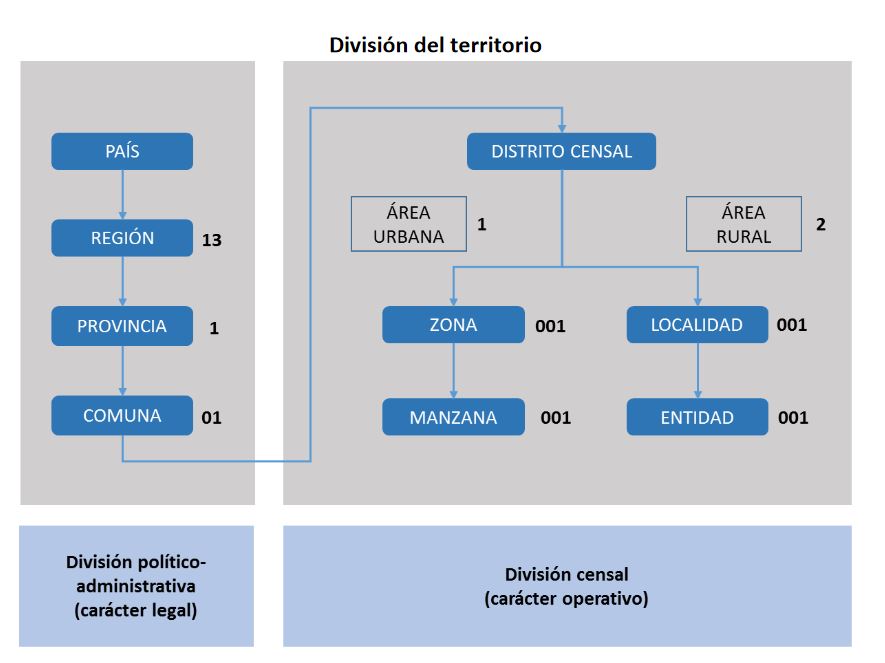 División del territorio
PAÍS
REGIÓN 13
PROVINCIA 1
COMUNA 01
DISTRITO CENSAL
ÁREA
URBANA 1
ÁREA
RURAL 2
ZONA 001
LOCALIDAD 001
MANZANA 001
ENTIDAD 001
División político-
administrativa
(carácter legal)
División censal
(carácter operativo)